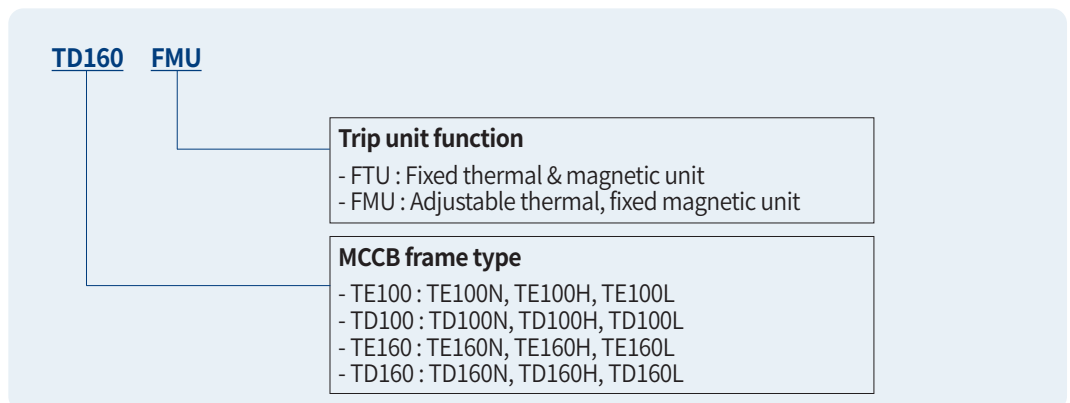 TD160 FMU
Trip unit function
- FTU : Fixed thermal & magnetic unit
- FMU : Adjustable thermal, fixed magnetic unit
MCCB frame type
- TE100 : TE100N, TE100H, TE100L
- TD100 : TD100N, TD100H, TD100L
- TE160 : TE160N, TE160H, TE160L
- TD160 : TD160N, TD160H, TD160L